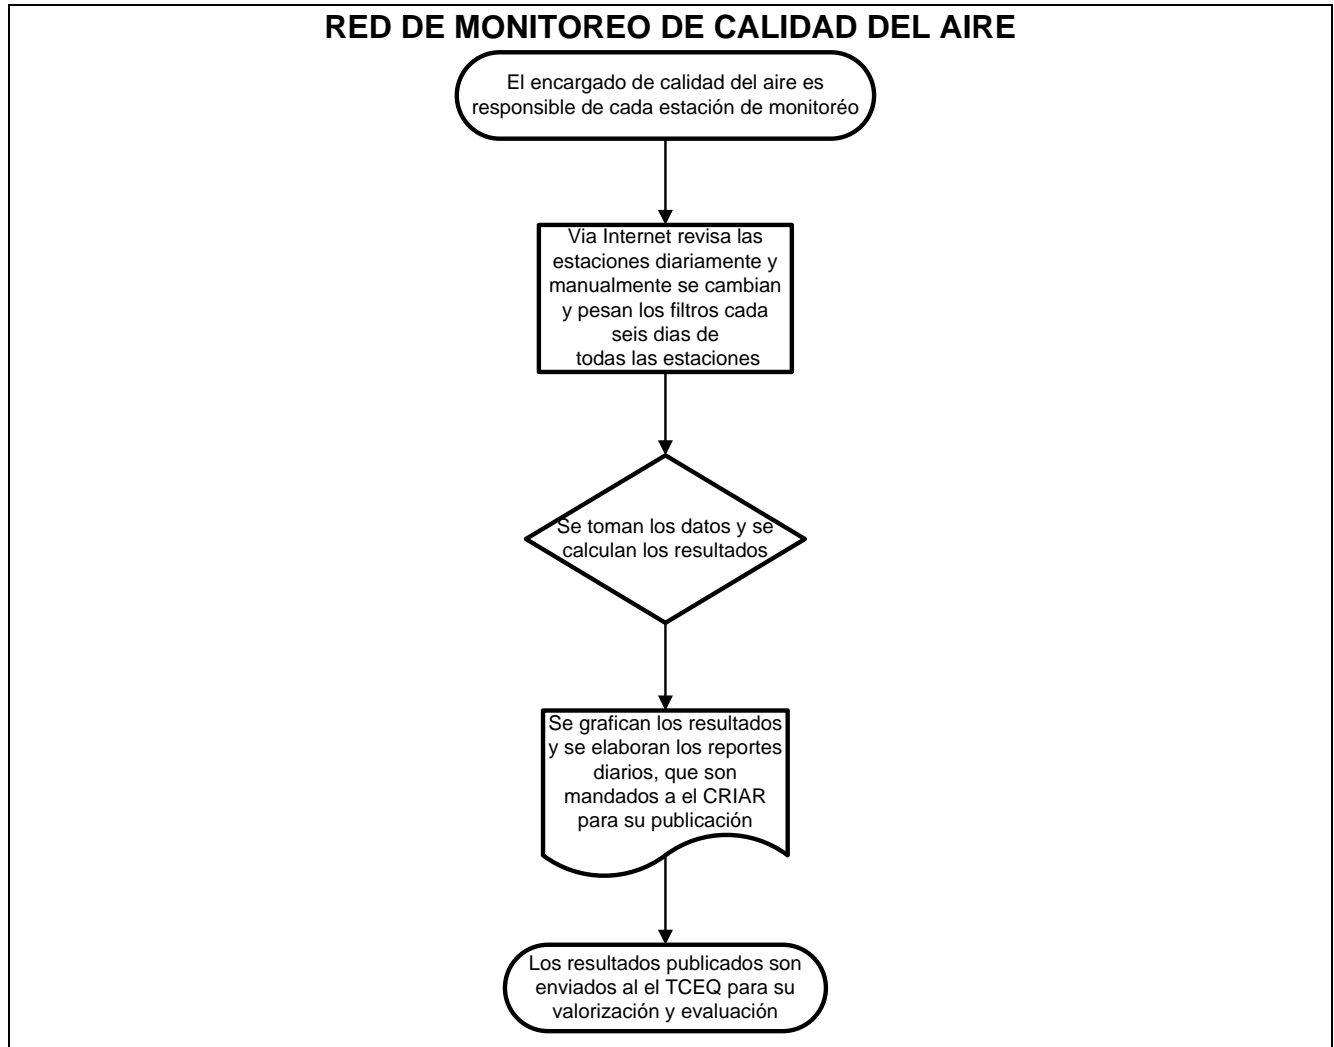 RED DE MONITOREO DE CALIDAD DEL AIRE
El encargado de calidad del aire es
responsible de cada estación de monitoréo
Via Internet revisa las
estaciones diariamente y
manualmente se cambian
y pesan los filtros cada
seis dias de
todas las estaciones
Se toman los datos y se
calculan los resultados
Se grafican los resultados
y se elaboran los reportes
diarios, que son
mandados a el CRIAR
para su publicación
Los resultados publicados son
enviados al el TCEQ para su
valorización y evaluación